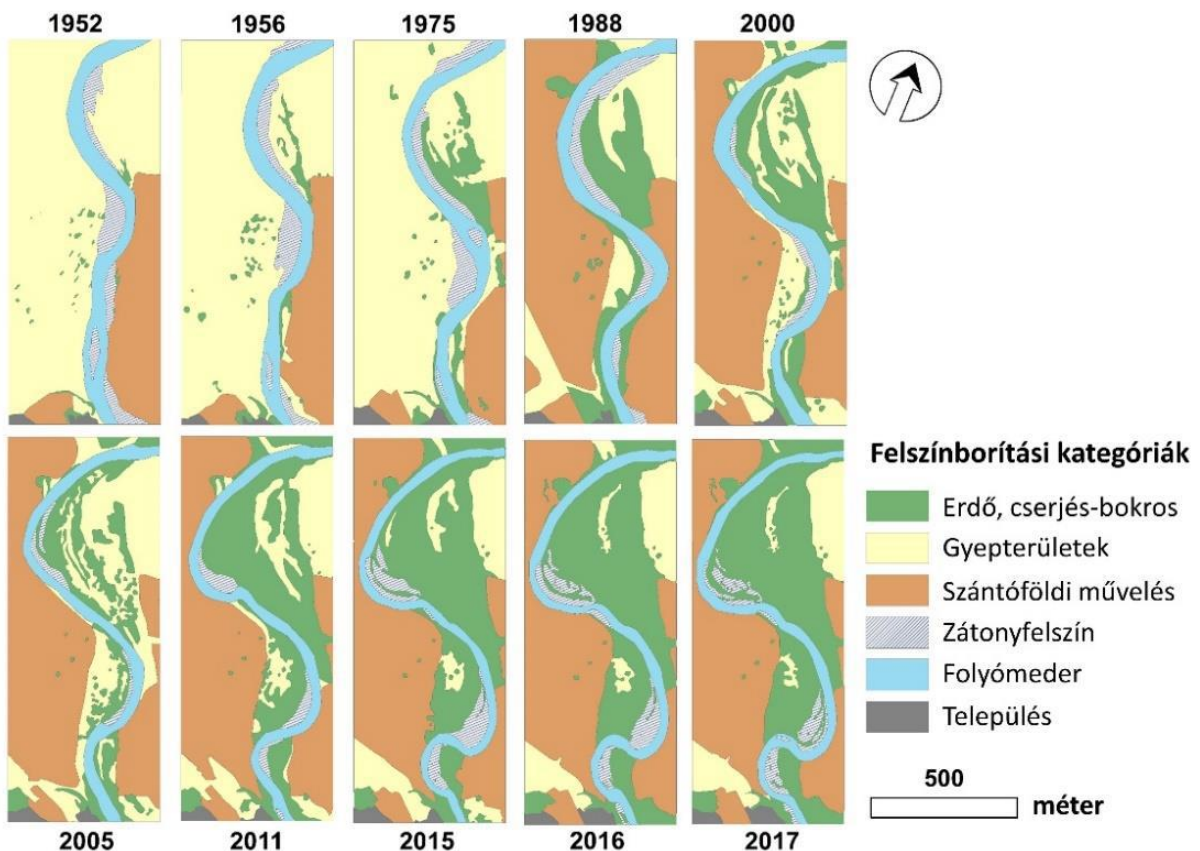 1952
1956
1975
1988
2000
Felszínborítási kategóriák
Erdő, cserjés-bokros
Gyepterületek
Szántóföldi művelés
Zátonyfelszín
Folyómeder
Település
500
méter
2005
2011
2015
2016
2017